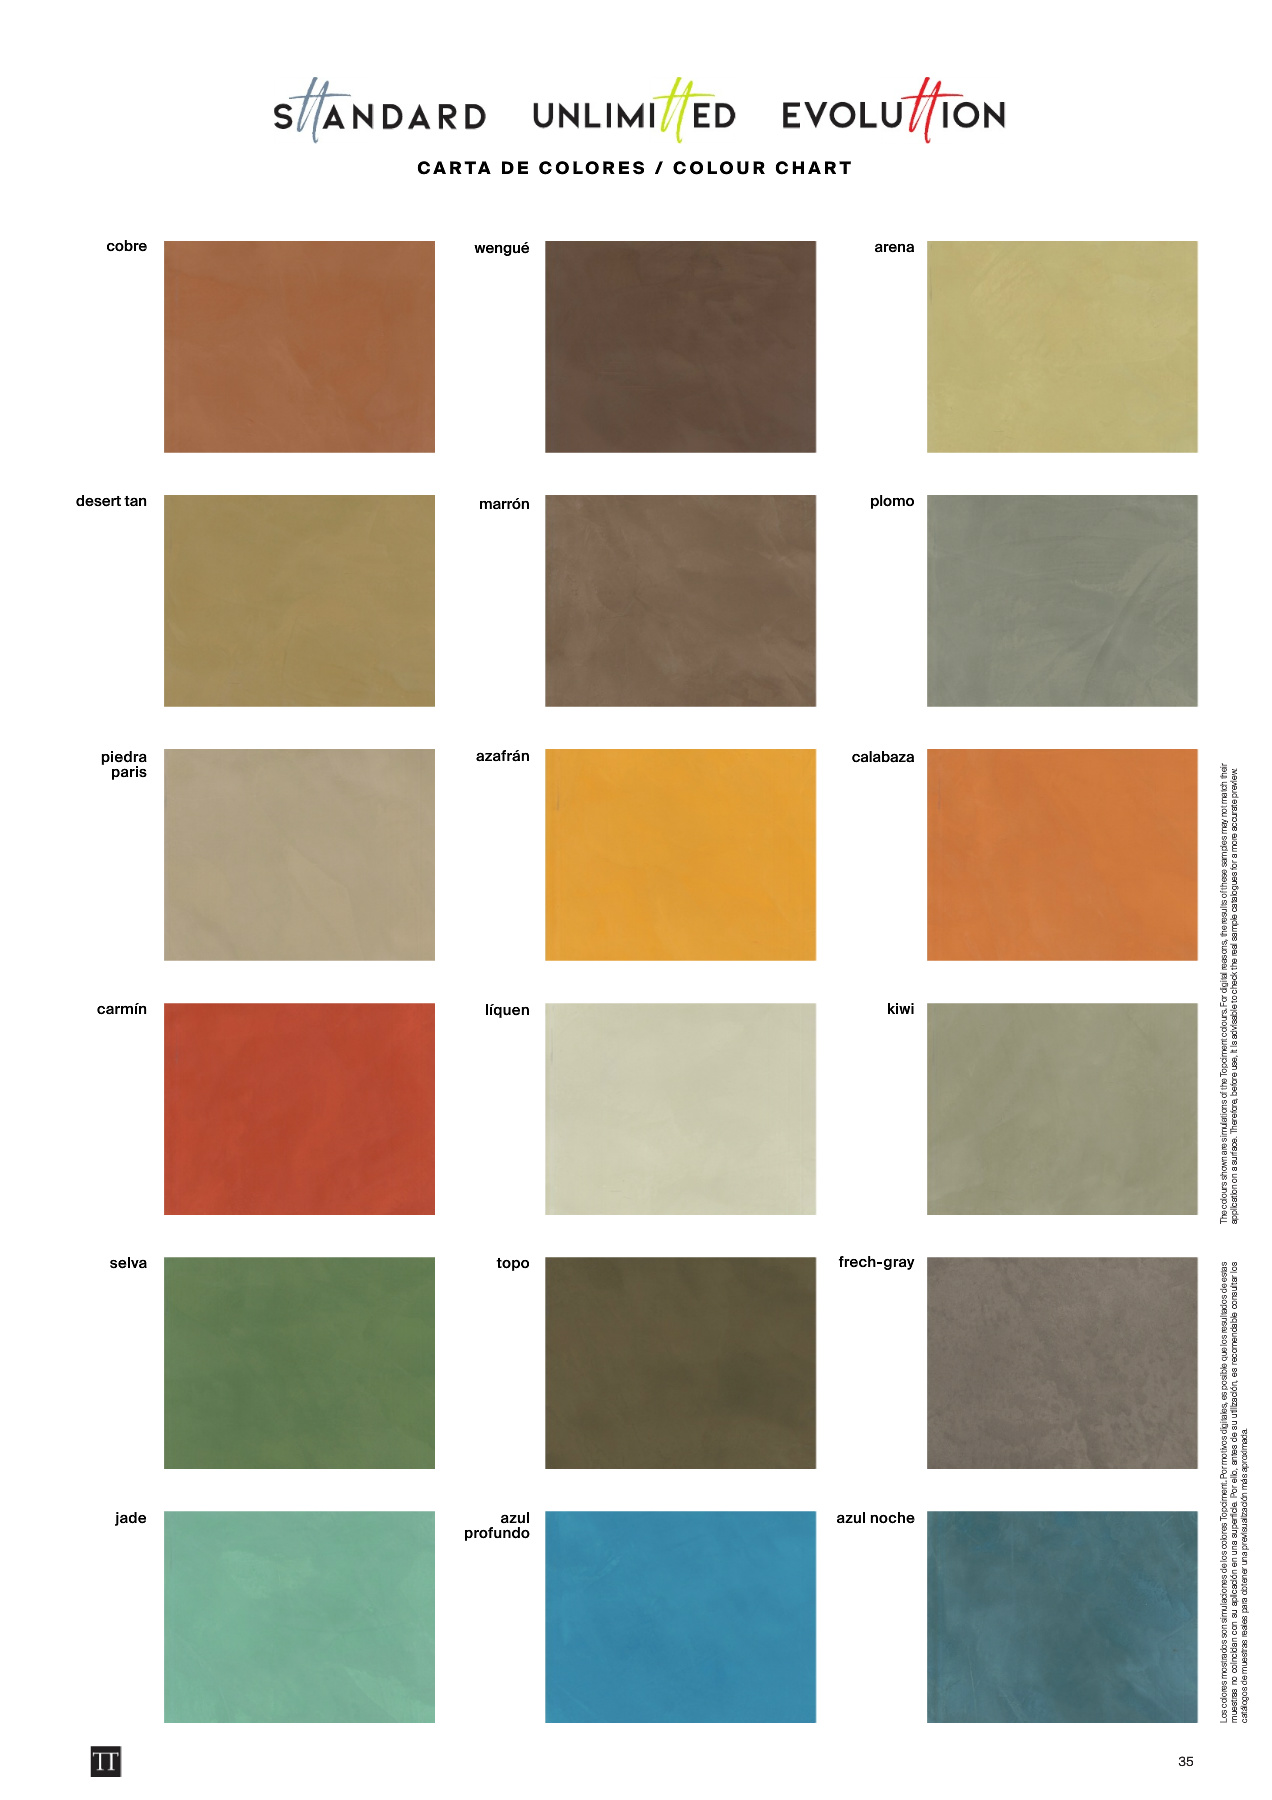 STTANDARD UNLIMITTED EVOLUTTION
CARTA DE COLORES / COLOUR CHART
cobre
wengué
arena
desert tan
marrón
plomo
piedra
paris
azafrán
calabaza
carmín
líquen
kiwi
selva
topo
frech-gray
jade
azul
profundo
azul noche
The colours shown are simulations of the Topciment colours. For digital reasons, the results of these samples may not match their
application on a surface. Therefore, before use, it is advisable to check the real sample catalogues for a more accurate preview.
Los colores mostrados son simulaciones de los colores Topciment. Por motivos digitales, es posible que los resultados de estas
muestras no coincidan con su aplicación en una superficie. Por ello, antes de su utilización, es recomendable consultar los
catálogos de muestras reales para obtener una previsualización más aproximada.
TT
35